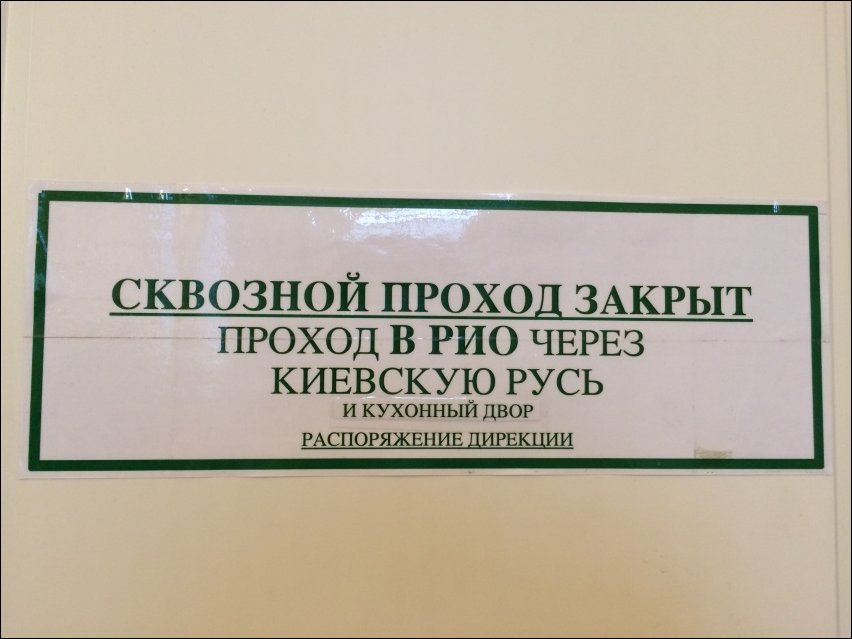 СКВОЗНОЙ ПРОХОД ЗАКРЫТ
ПРОХОД В РИО ЧЕРЕЗ
КИЕВСКУЮ РУСЬ
И КУХОННЫЙ ДВОР
РАСПОРЯЖЕНИЕ ДИРЕКЦИИ